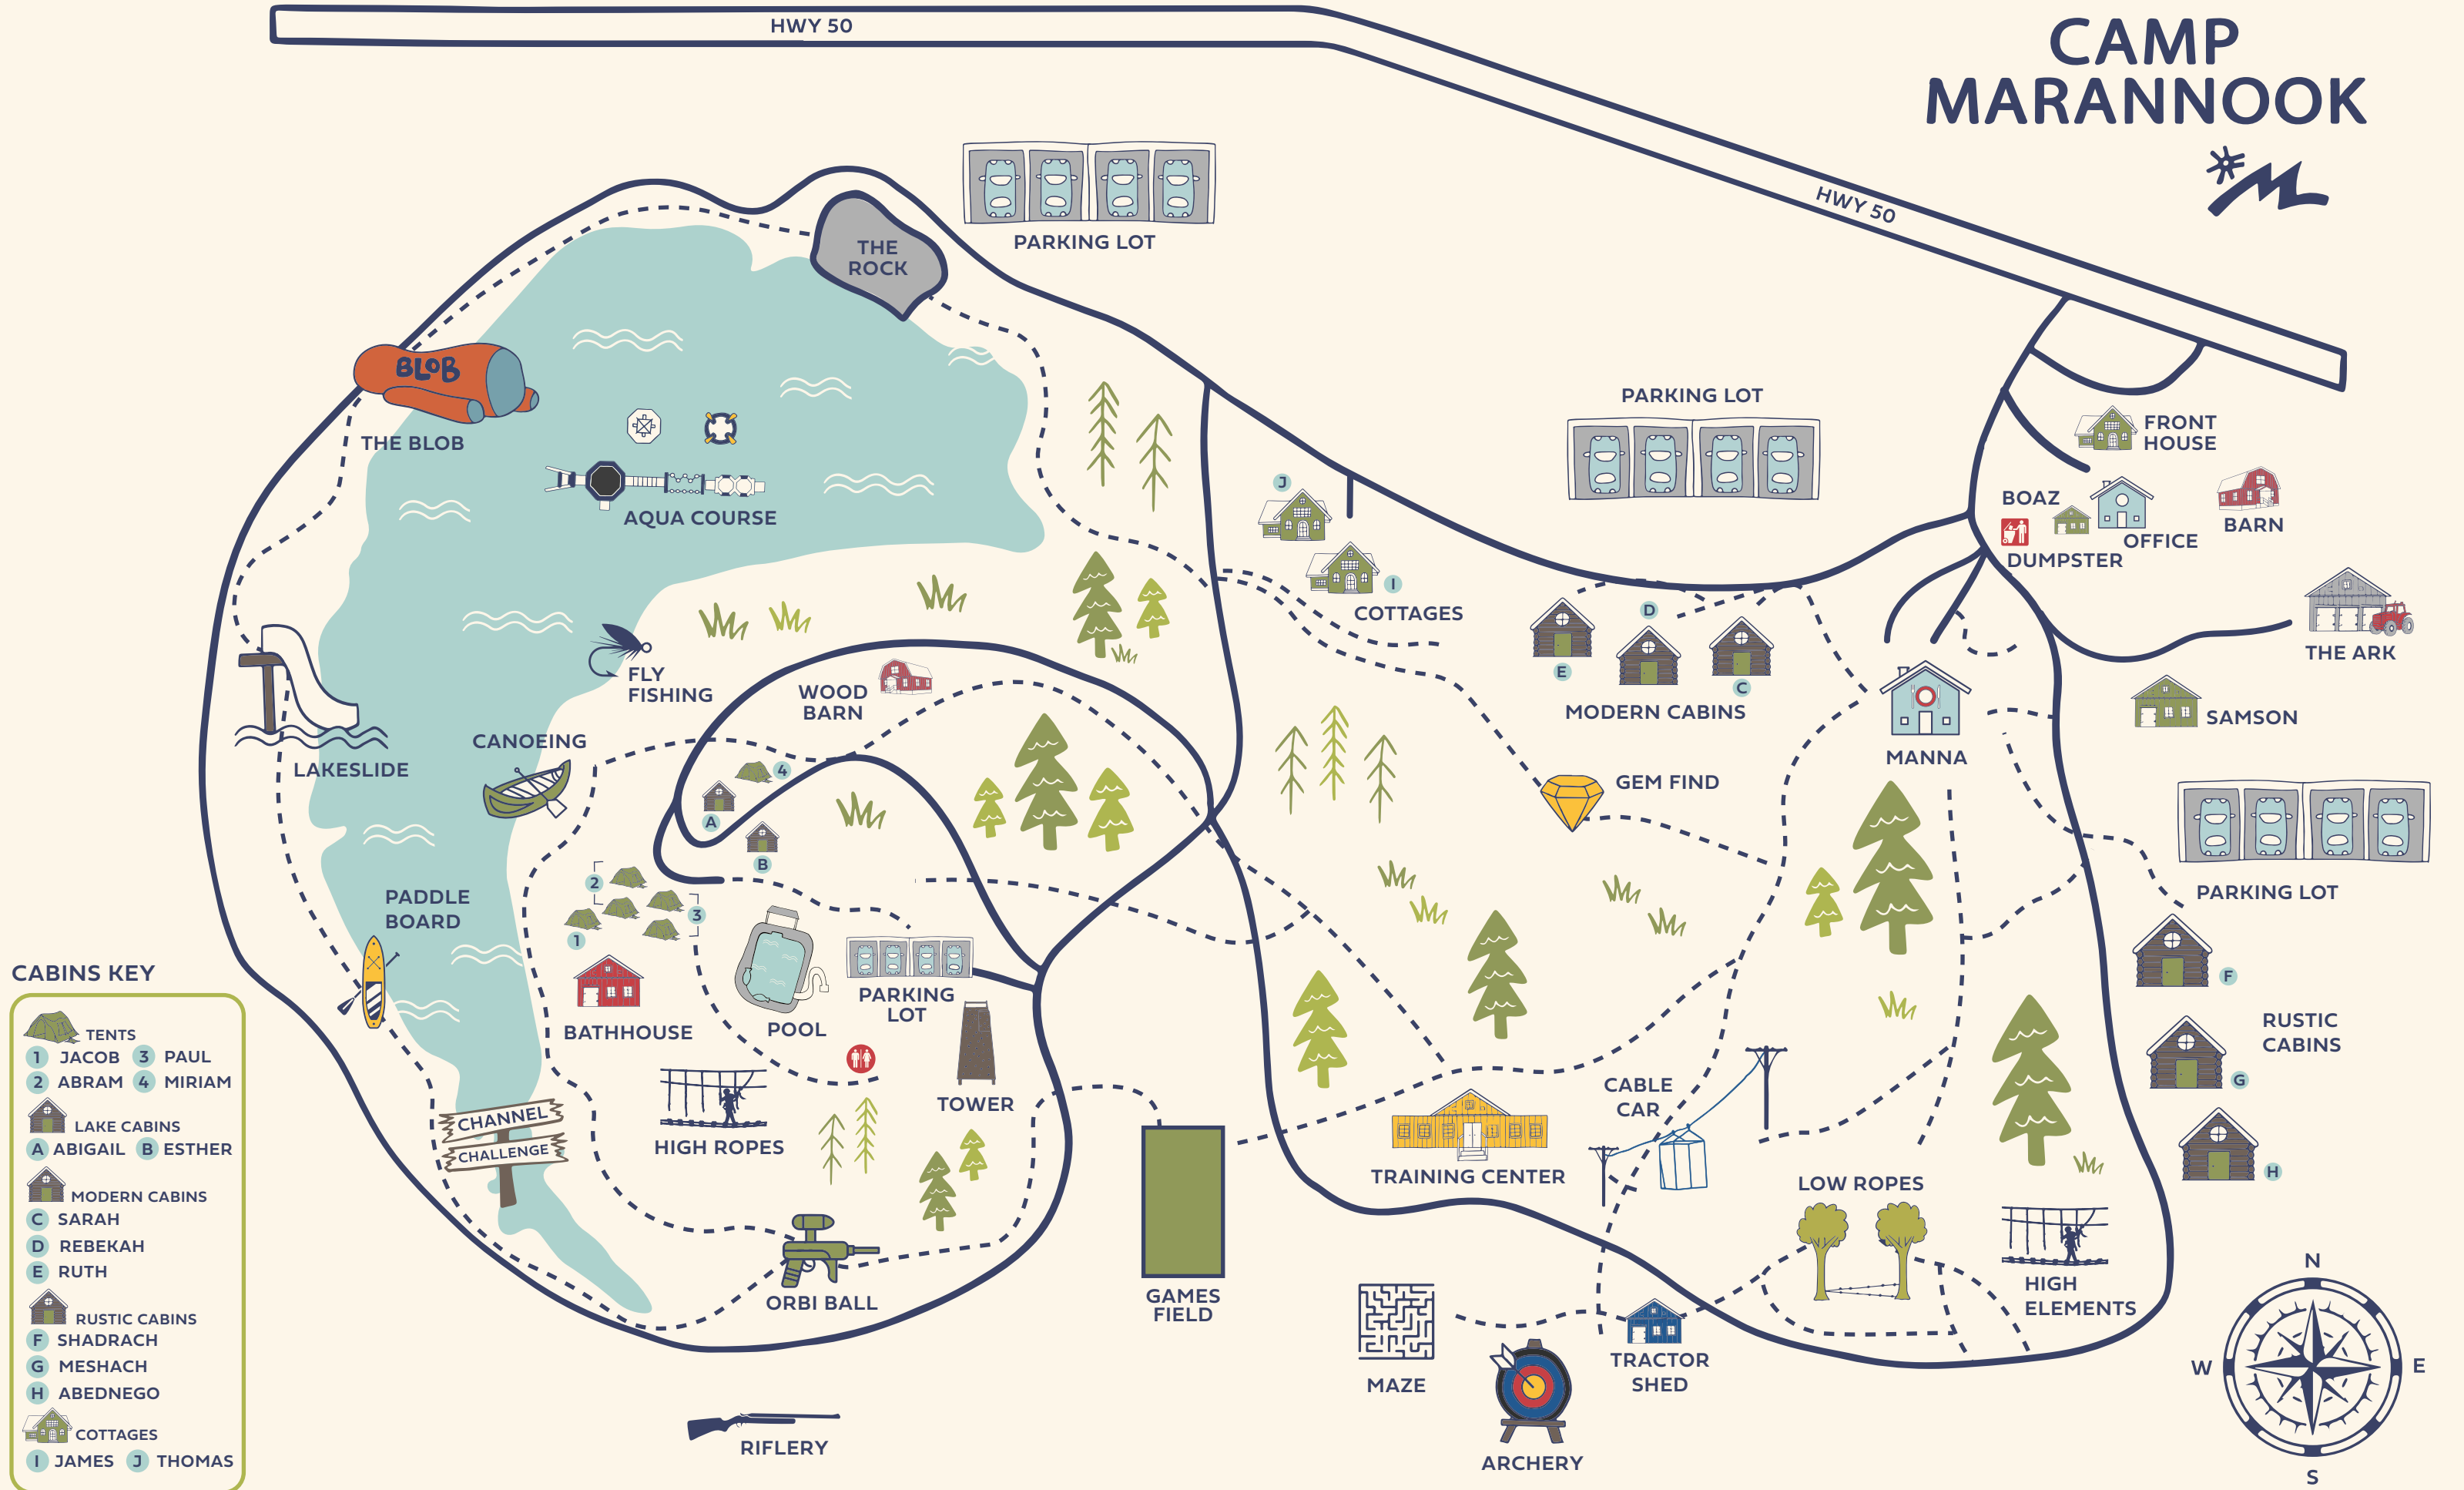 HWY 50
CAMP
MARANNOOK
HWY 50
THE
ROCK
PARKING LOT
BLOB
THE BLOB
AQUA COURSE
PARKING LOT
FRONT
HOUSE
BOAZ
OFFICE
BARN
DUMPSTER
J
I
COTTAGES
D
E
C
MODERN CABINS
THE ARK
SAMSON
MANNA
FLY
FISHING
WOOD
BARN
CANOEING
LAKESLIDE
4
A
B
GEM FIND
PARKING LOT
PADDLE
BOARD
2
3
1
BATHHOUSE
POOL
PARKING
LOT
TOWER
F
RUSTIC
CABINS
G
H
HIGH ROPES
CHANNEL
CHALLENGE
CABLE
CAR
TRAINING CENTER
LOW ROPES
HIGH
ELEMENTS
ORBI BALL
GAMES
FIELD
MAZE
TRACTOR
SHED
ARCHERY
RIFLERY
CABINS KEY
TENTS
1 JACOB 3 PAUL
2 ABRAM 4 MIRIAM
LAKE CABINS
A ABIGAIL B ESTHER
MODERN CABINS
C SARAH
D REBEKAH
E RUTH
RUSTIC CABINS
F SHADRACH
G MESHACH
H ABEDNEGO
COTTAGES
I JAMES J THOMAS
N
W
E
S